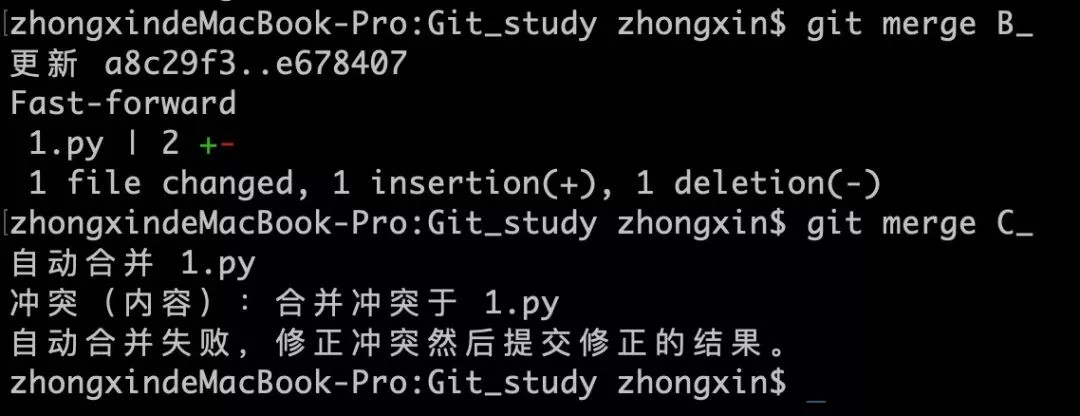 zhongxindeMacBook-Pro:Git_study zhongxin$ git merge B_
更新 a8c29f3..e678407
Fast-forward
 1.py | 2 +-
 1 file changed, 1 insertion(+), 1 deletion(-)
zhongxindeMacBook-Pro:Git_study zhongxin$ git merge C_
自动合并 1.py
冲突（内容）：合并冲突于 1.py
自动合并失败，修正冲突然后提交修正的结果。
zhongxindeMacBook-Pro:Git_study zhongxin$ _